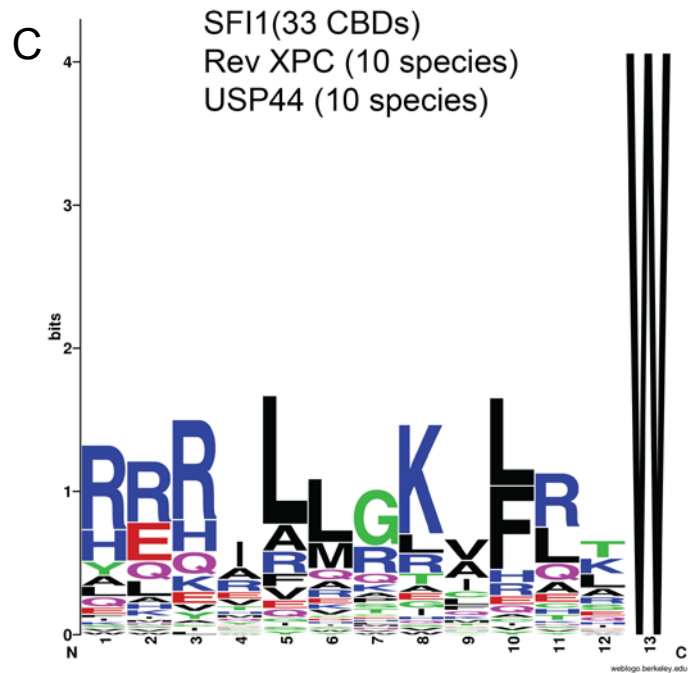 C
SFI1(33 CBDs)
Rev XPC (10 species)
USP44 (10 species)
bits
4
3
2
1
0
R R R I L L G K V L R T W
H E H A A M R L A F L K
Y Q Q R R Q Q R I H Q L
A L K F A T R A A
N 1 2 3 4 5 6 7 8 9 10 11 12 13 C
weblogo.berkeley.edu